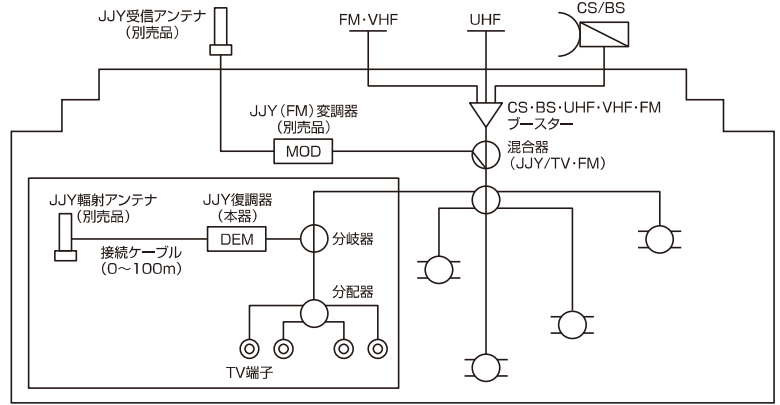 JJY受信アンテナ
(別売品)
FM・VHF
UHF
CS/BS
CS・BS・UHF・VHF・FM
ブースター
JJY(FM)変調器
(別売品)
MOD
混合器
(JJY/TV・FM)
JJY輻射アンテナ
(別売品)
JJY復調器
(本器)
DEM
分岐器
接続ケーブル
(0〜100m)
分配器
TV端子